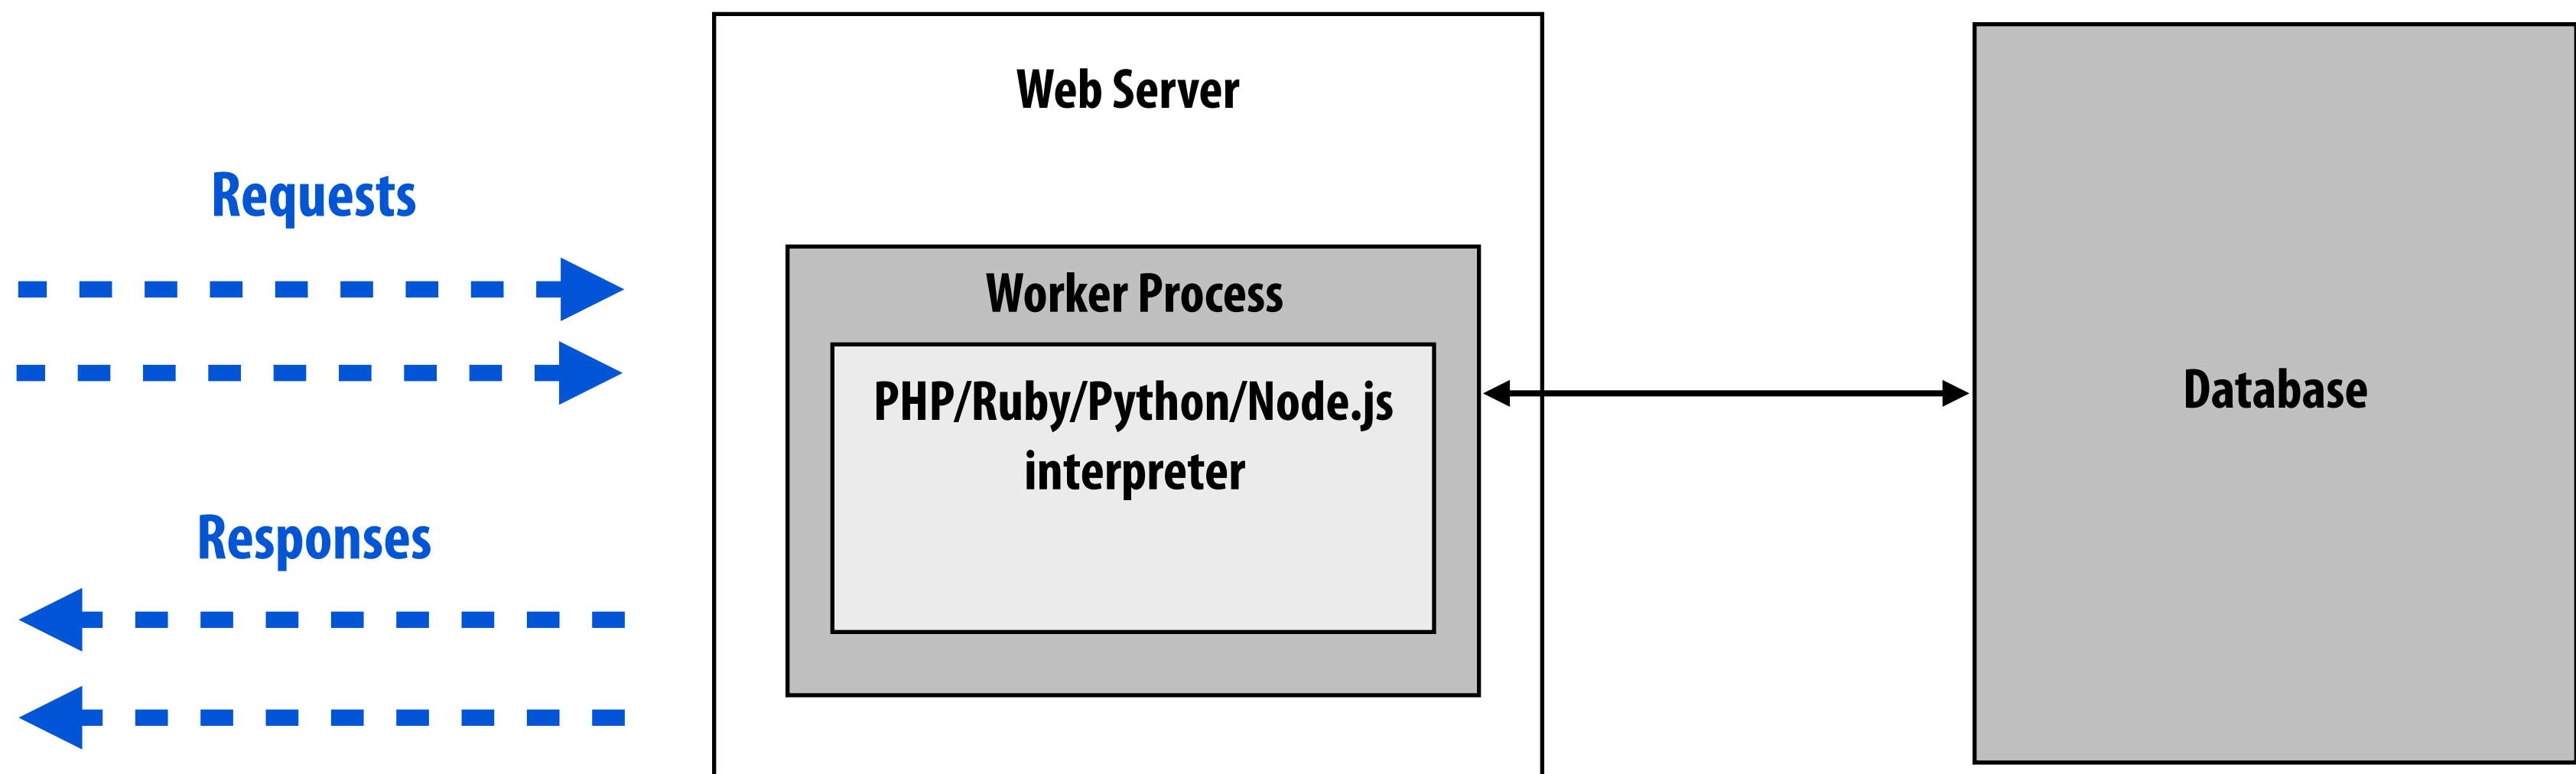 Web Server
Requests
Worker Process
PHP/Ruby/Python/Node.js
interpreter
Database
Responses